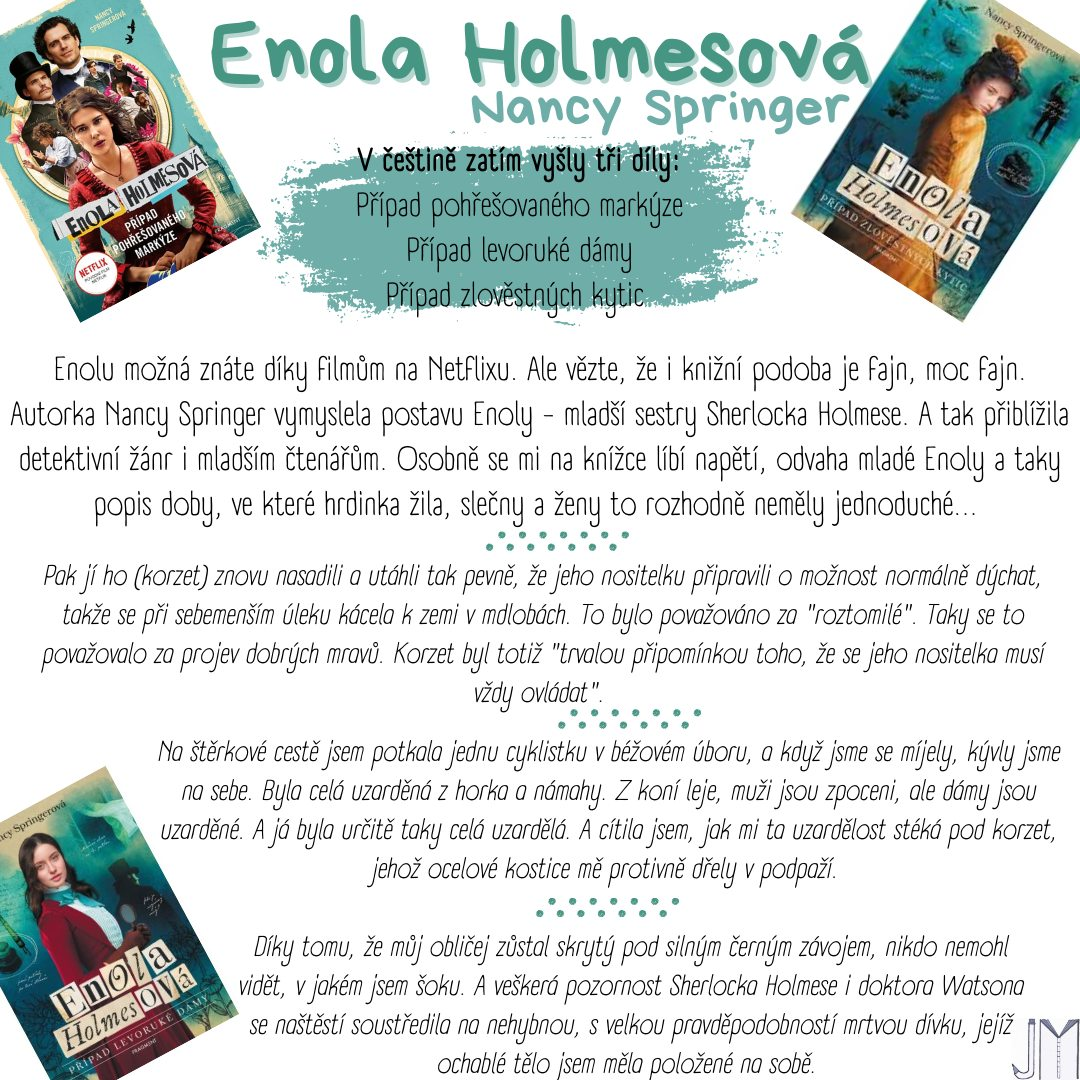 Enola Holmesová
Nancy Springer
NANCY
SPRINGEROVÁ
ENOLA HOLMESOVÁ
PŘÍPAD
POHŘEŠOVANÉHO
MARKÝZE
NETFLIX
Nancy Springerová
Enola
Holmesová
PŘÍPAD ZLOVĚSTNÝCH KYTIC
V češtině zatím vyšly tři díly:
Případ pohřešovaného markýze
Případ levoruké dámy
Případ zlověstných kytic
Enolu možná znáte díky filmům na Netflixu. Ale vězte, že i knižní podoba je fajn, moc fajn.
Autorka Nancy Springer vymyslela postavu Enoly - mladší sestry Sherlocka Holmese. A tak přiblížila
detektivní žánr i mladším čtenářům. Osobně se mi na knížce líbí napětí, odvaha mladé Enoly a taky
popis doby, ve které hrdinka žila, slečny a ženy to rozhodně neměly jednoduché...
Pak jí ho (korzet) znovu nasadili a utáhli tak pevně, že jeho nositelku připravili o možnost normálně dýchat,
takže se při sebemenším úleku kácela k zemi v mdlobách. To bylo považováno za "roztomilé". Taky se to
považovalo za projev dobrých mravů. Korzet byl totiž "trvalou připomínkou toho, že se jeho nositelka musí
vždy ovládat".
Na štěrkové cestě jsem potkala jednu cyklistku v béžovém úboru, a když jsme se míjely, kývly jsme
na sebe. Byla celá uzarděná z horka a námahy. Z koní leje, muži jsou zpoceni, ale dámy jsou
uzarděné. A já byla určitě taky celá uzardělá. A cítila jsem, jak mi ta uzardělost stéká pod korzet,
jehož ocelové kostice mě protivně dřely v podpaží.
Díky tomu, že můj obličej zůstal skrytý pod silným černým závojem, nikdo nemohl
vidět, v jakém jsem šoku. A veškerá pozornost Sherlocka Holmese i doktora Watsona
se naštěstí soustředila na nehybnou, s velkou pravděpodobností mrtvou dívku, jejíž
ochablé tělo jsem měla položené na sobě.
ncy Springerová
Enola
Holmesová
PŘÍPAD LEVORUKÉ DÁMY
FRAGMENT
JM